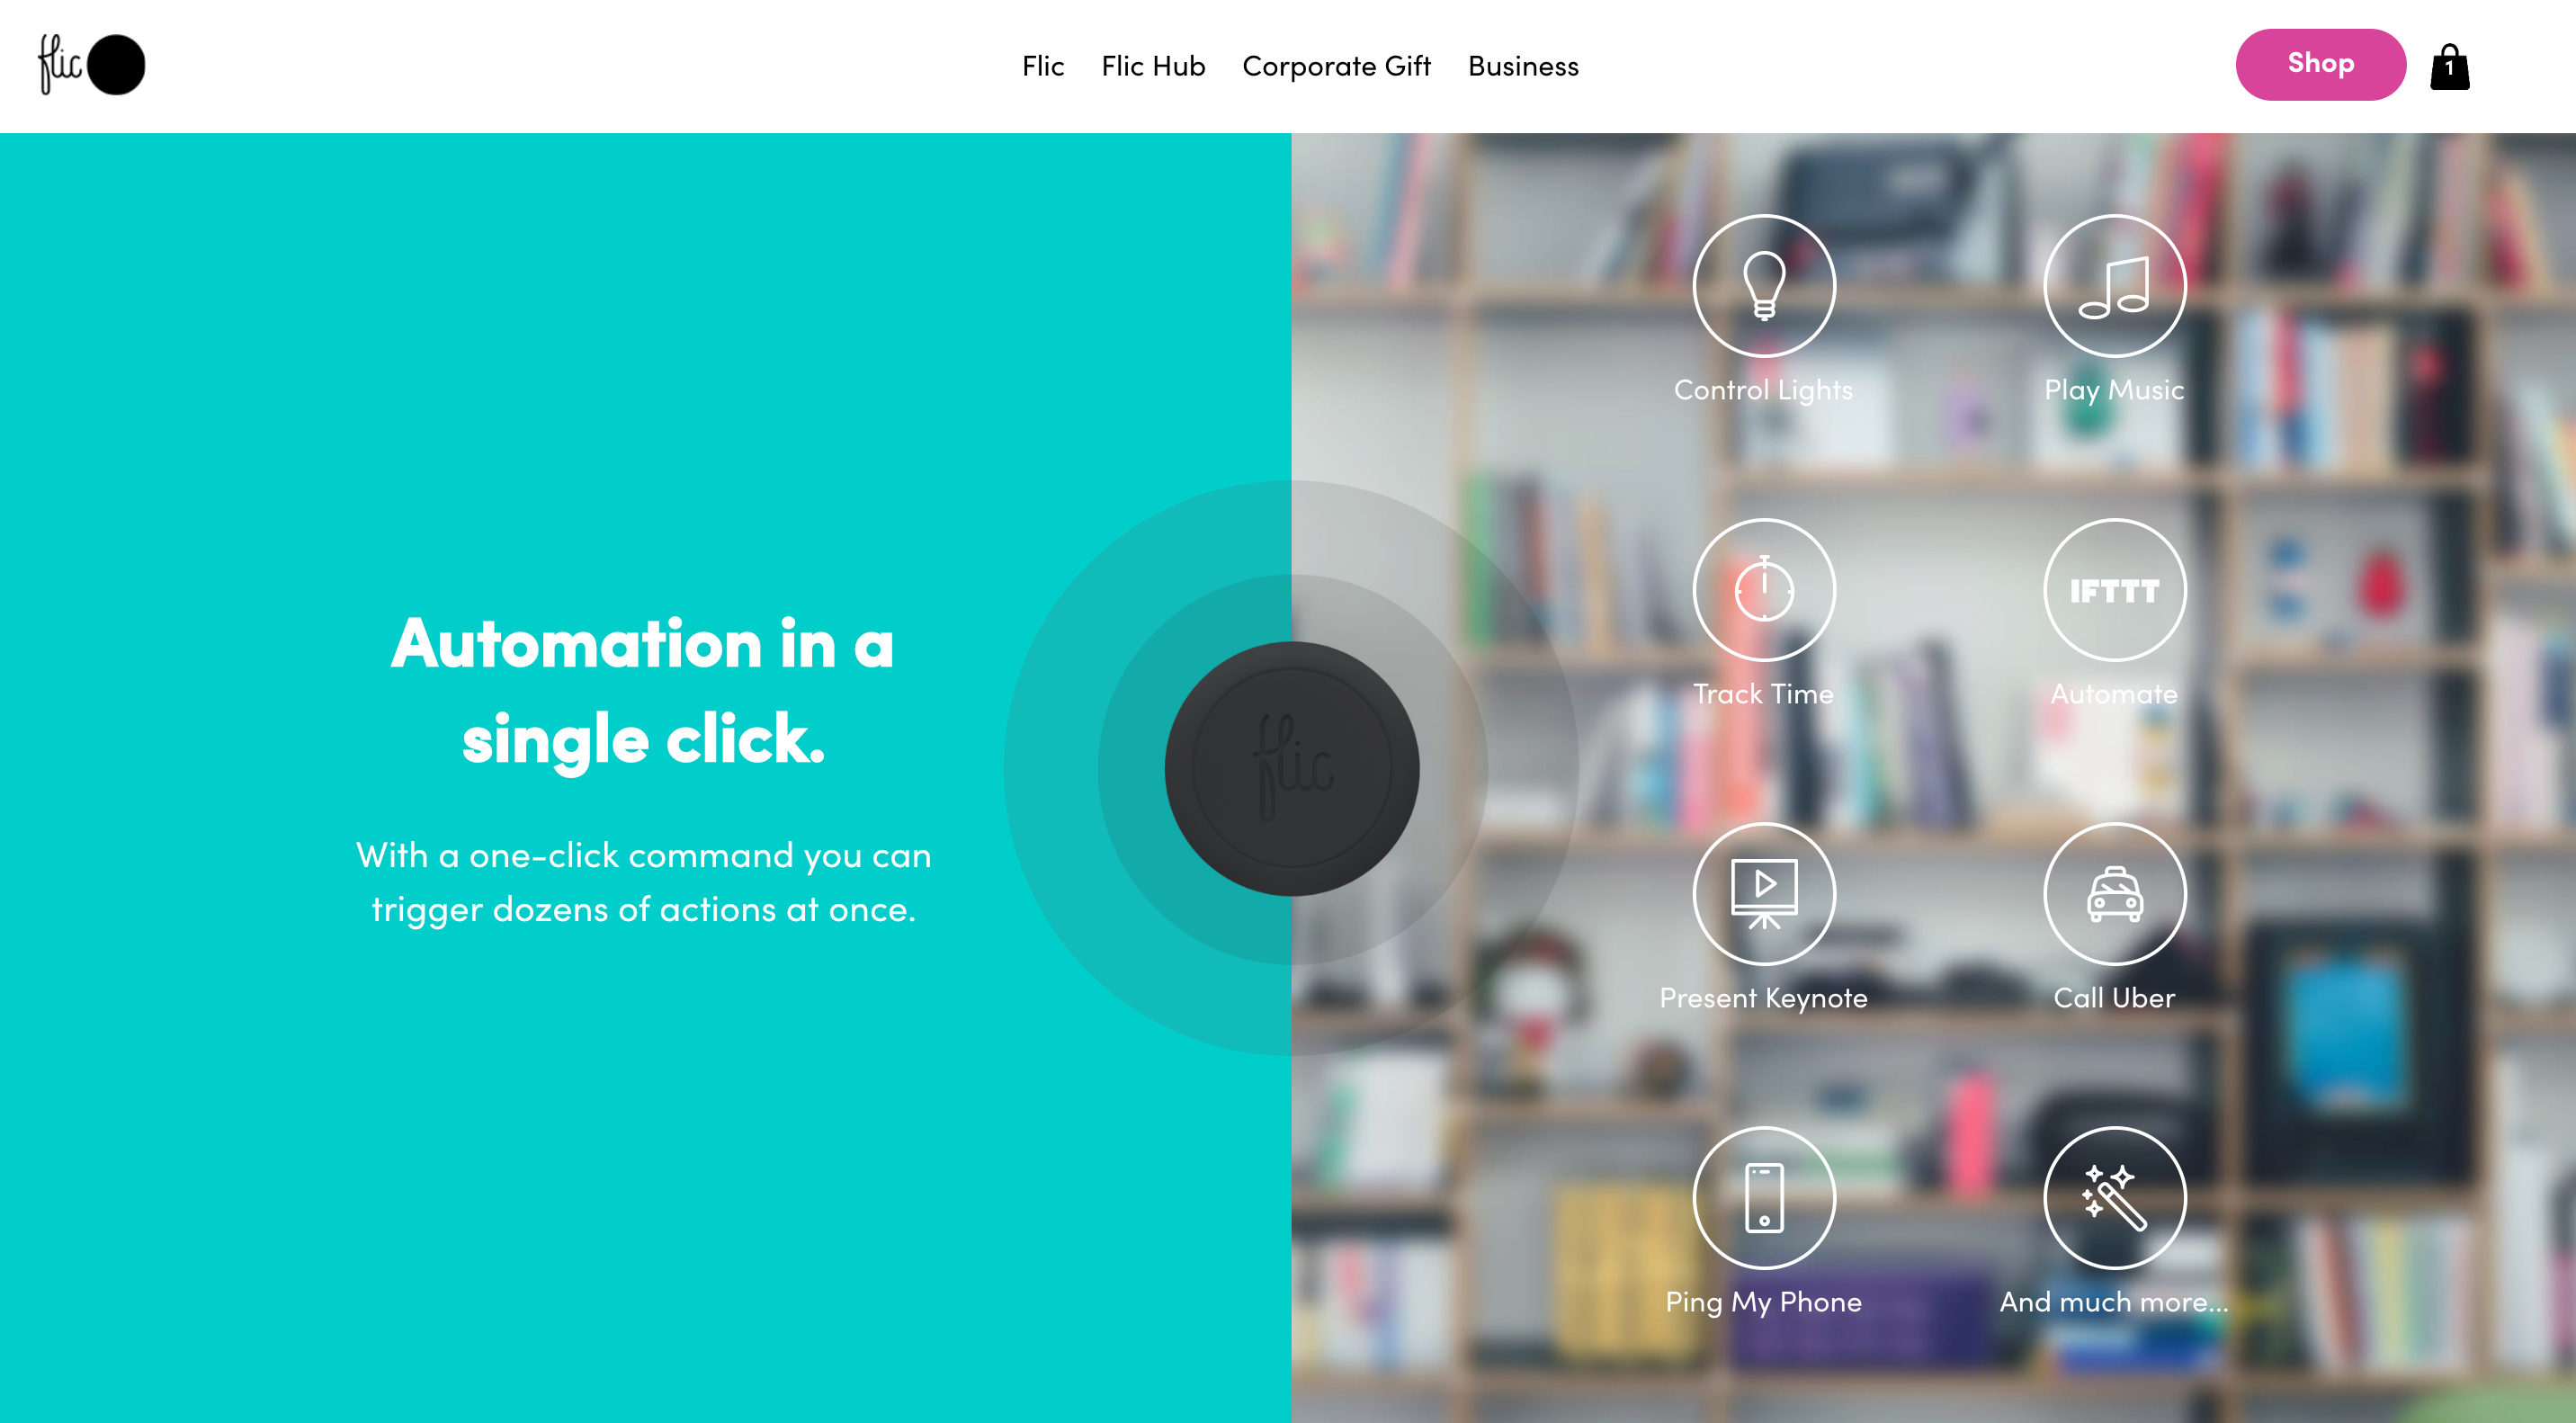 flic
Flic Flic Hub Corporate Gift Business
Shop
1
Automation in a
single click.
With a one-click command you can
trigger dozens of actions at once.
flic
Control Lights
Play Music
IFTTT
Track Time
Automate
Present Keynote
Call Uber
Ping My Phone
And much more...